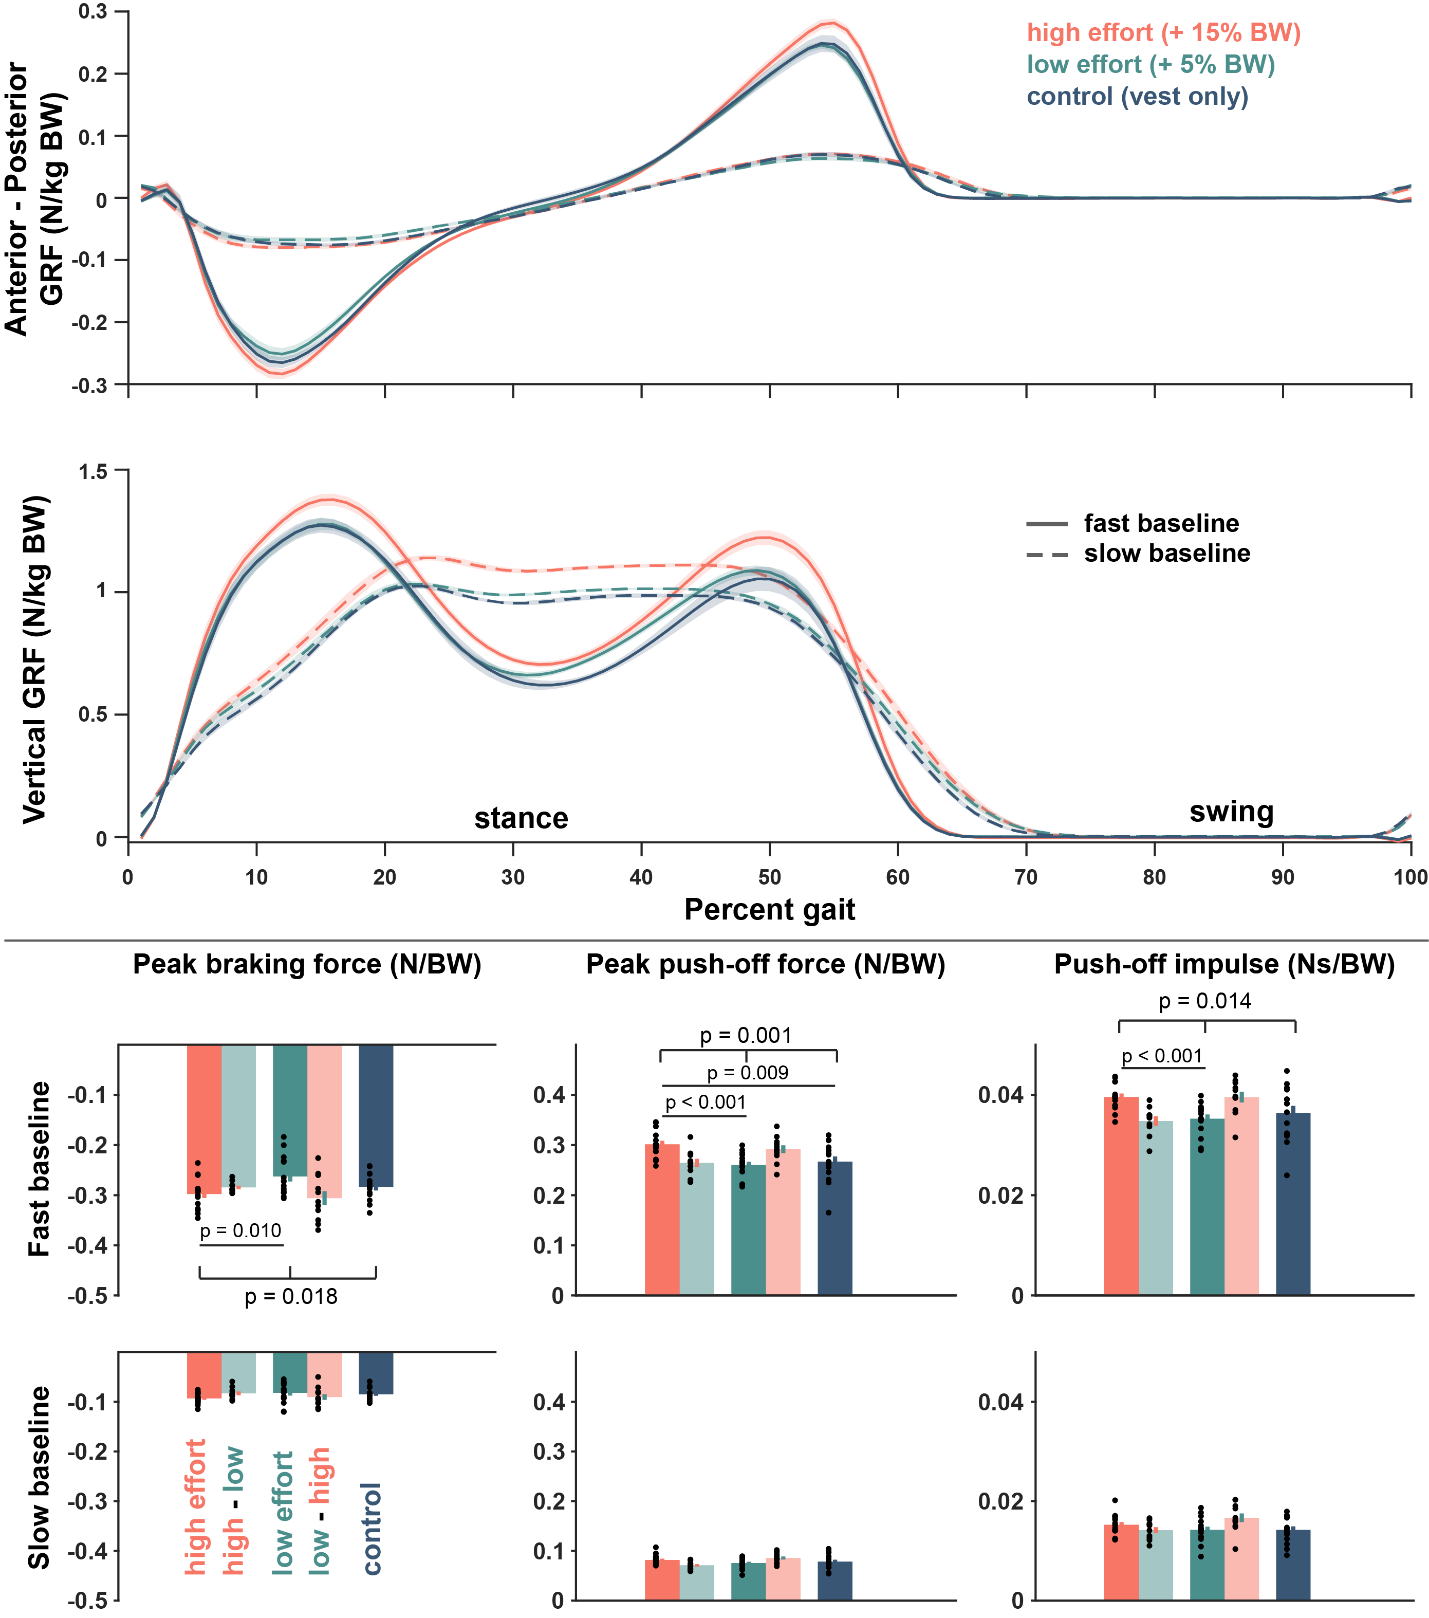 Anterior - Posterior
GRF (N/kg BW)
0.3
0.2
0.1
0
-0.1
-0.2
-0.3
high effort (+ 15% BW)
low effort (+ 5% BW)
control (vest only)
Vertical GRF (N/kg BW)
1.5
1
0.5
0
fast baseline
slow baseline
stance
swing
0 10 20 30 40 50 60 70 80 90 100
Percent gait
Peak braking force (N/BW)
Peak push-off force (N/BW)
Push-off impulse (Ns/BW)
Fast baseline
-0.1
-0.2
-0.3
-0.4
-0.5
p = 0.010
p = 0.018
0.4
0.3
0.2
0.1
0
p = 0.001
p = 0.009
p < 0.001
0.04
0.02
0
p = 0.014
p < 0.001
Slow baseline
-0.1
-0.2
-0.3
-0.4
-0.5
high effort
high - low
low effort
low - high
control
0.4
0.3
0.2
0.1
0
0.04
0.02
0